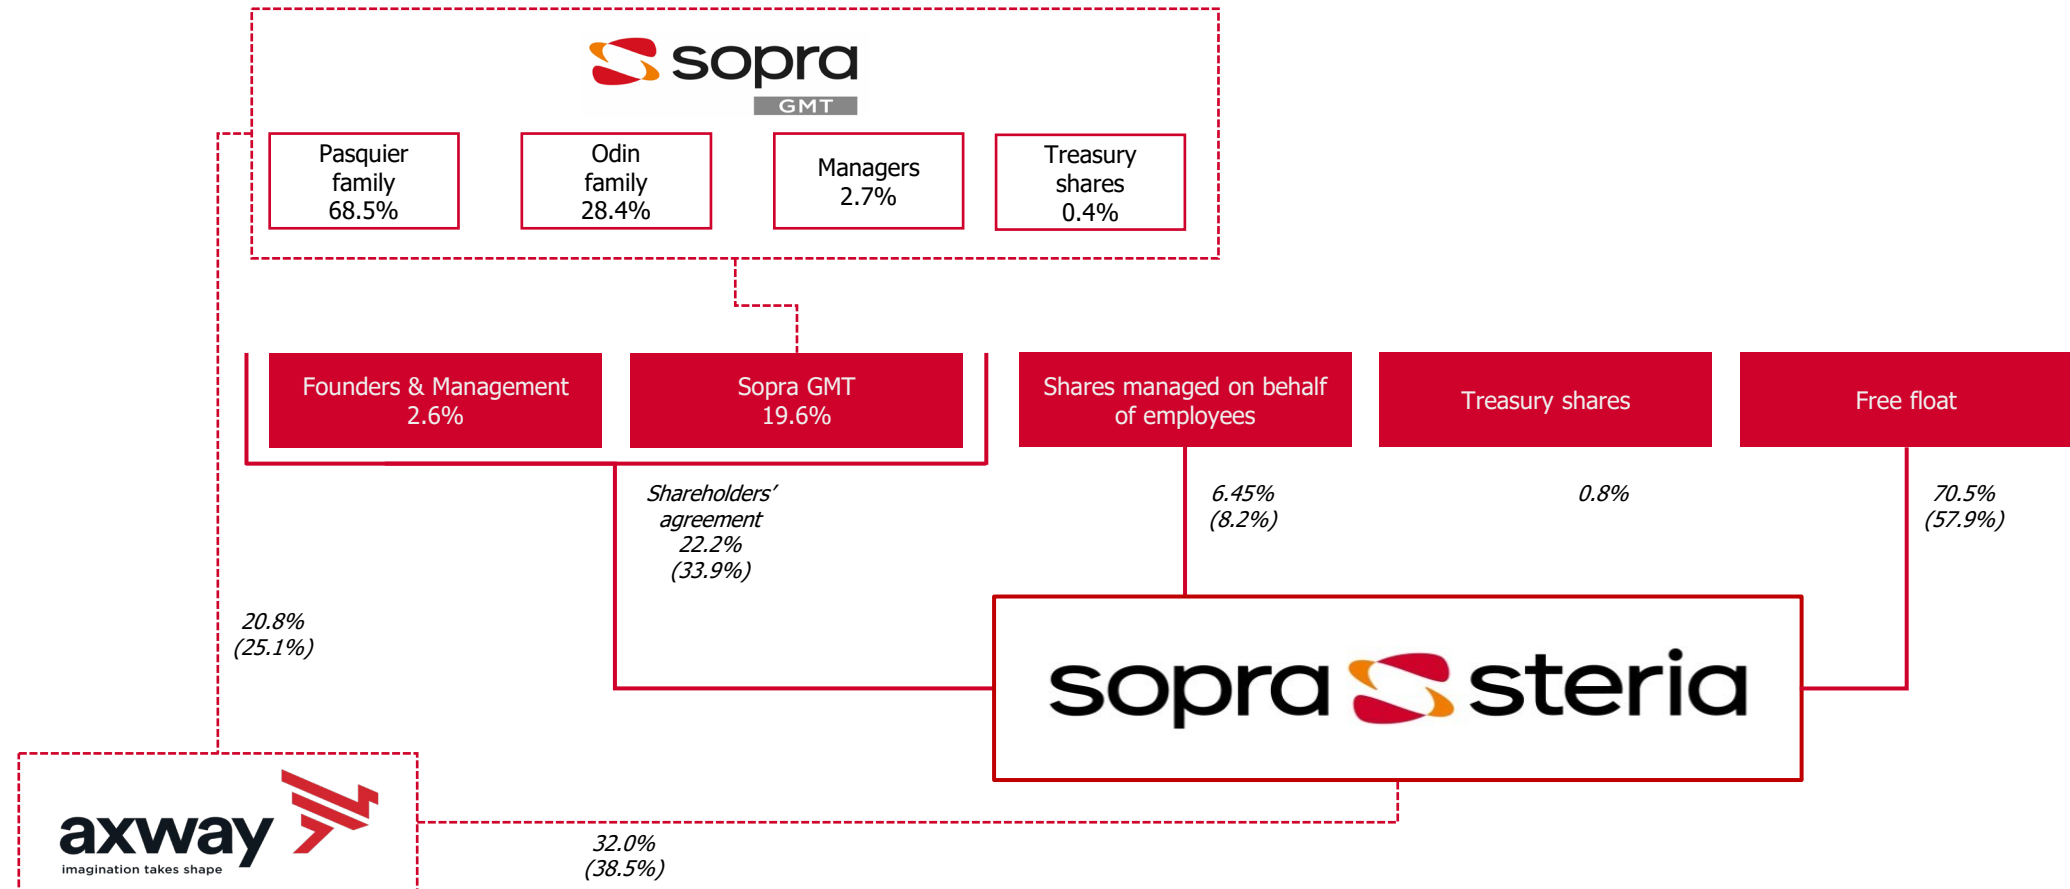 sopra
GMT
Pasquier
family
68.5%
Odin
family
28.4%
Managers
2.7%
Treasury
shares
0.4%
Founders & Management
2.6%
Sopra GMT
19.6%
Shares managed on behalf
of employees
Treasury shares
Free float
Shareholders’
agreement
22.2%
(33.9%)
6.45%
(8.2%)
0.8%
70.5%
(57.9%)
20.8%
(25.1%)
sopra steria
axway
imagination takes shape
32.0%
(38.5%)